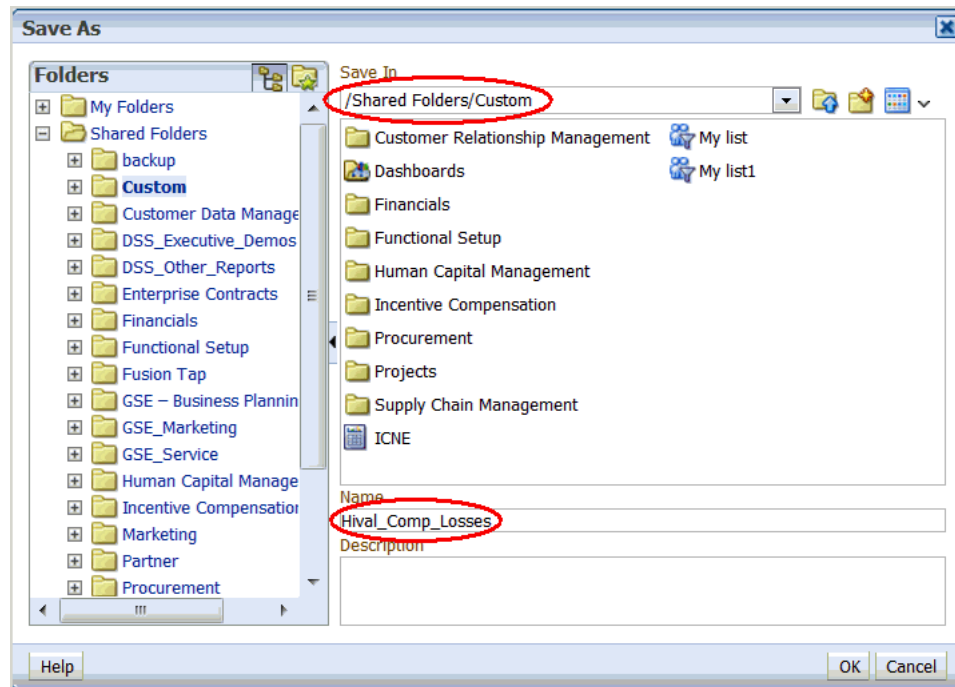 Save As
Folders
My Folders
Shared Folders
backup
Custom
Customer Data Manage
DSS_Executive_Demos
DSS_Other_Reports
Enterprise Contracts
Financials
Functional Setup
Fusion Tap
GSE – Business Plannin
GSE_Marketing
GSE_Service
Human Capital Manage
Incentive Compensation
Marketing
Partner
Procurement
Save In
/Shared Folders/Custom
Customer Relationship Management
Dashboards
Financials
Functional Setup
Human Capital Management
Incentive Compensation
Procurement
Projects
Supply Chain Management
ICNE
My list
My list1
Name
Hival_Comp_Losses
Description
Help
OK
Cancel